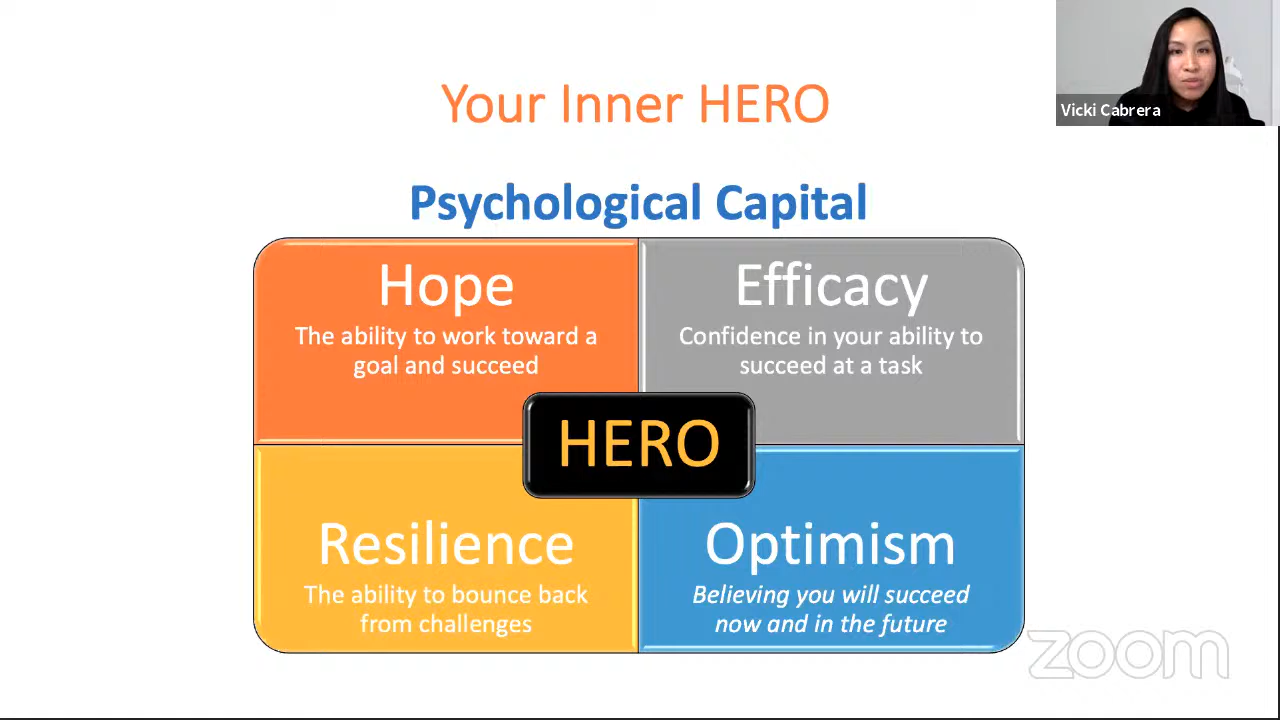 Your Inner HERO
Vicki Cabrera
Psychological Capital
Hope
The ability to work toward a
goal and succeed
Efficacy
Confidence in your ability to
succeed at a task
HERO
Resilience
The ability to bounce back
from challenges
Optimism
Believing you will succeed
now and in the future
zoom